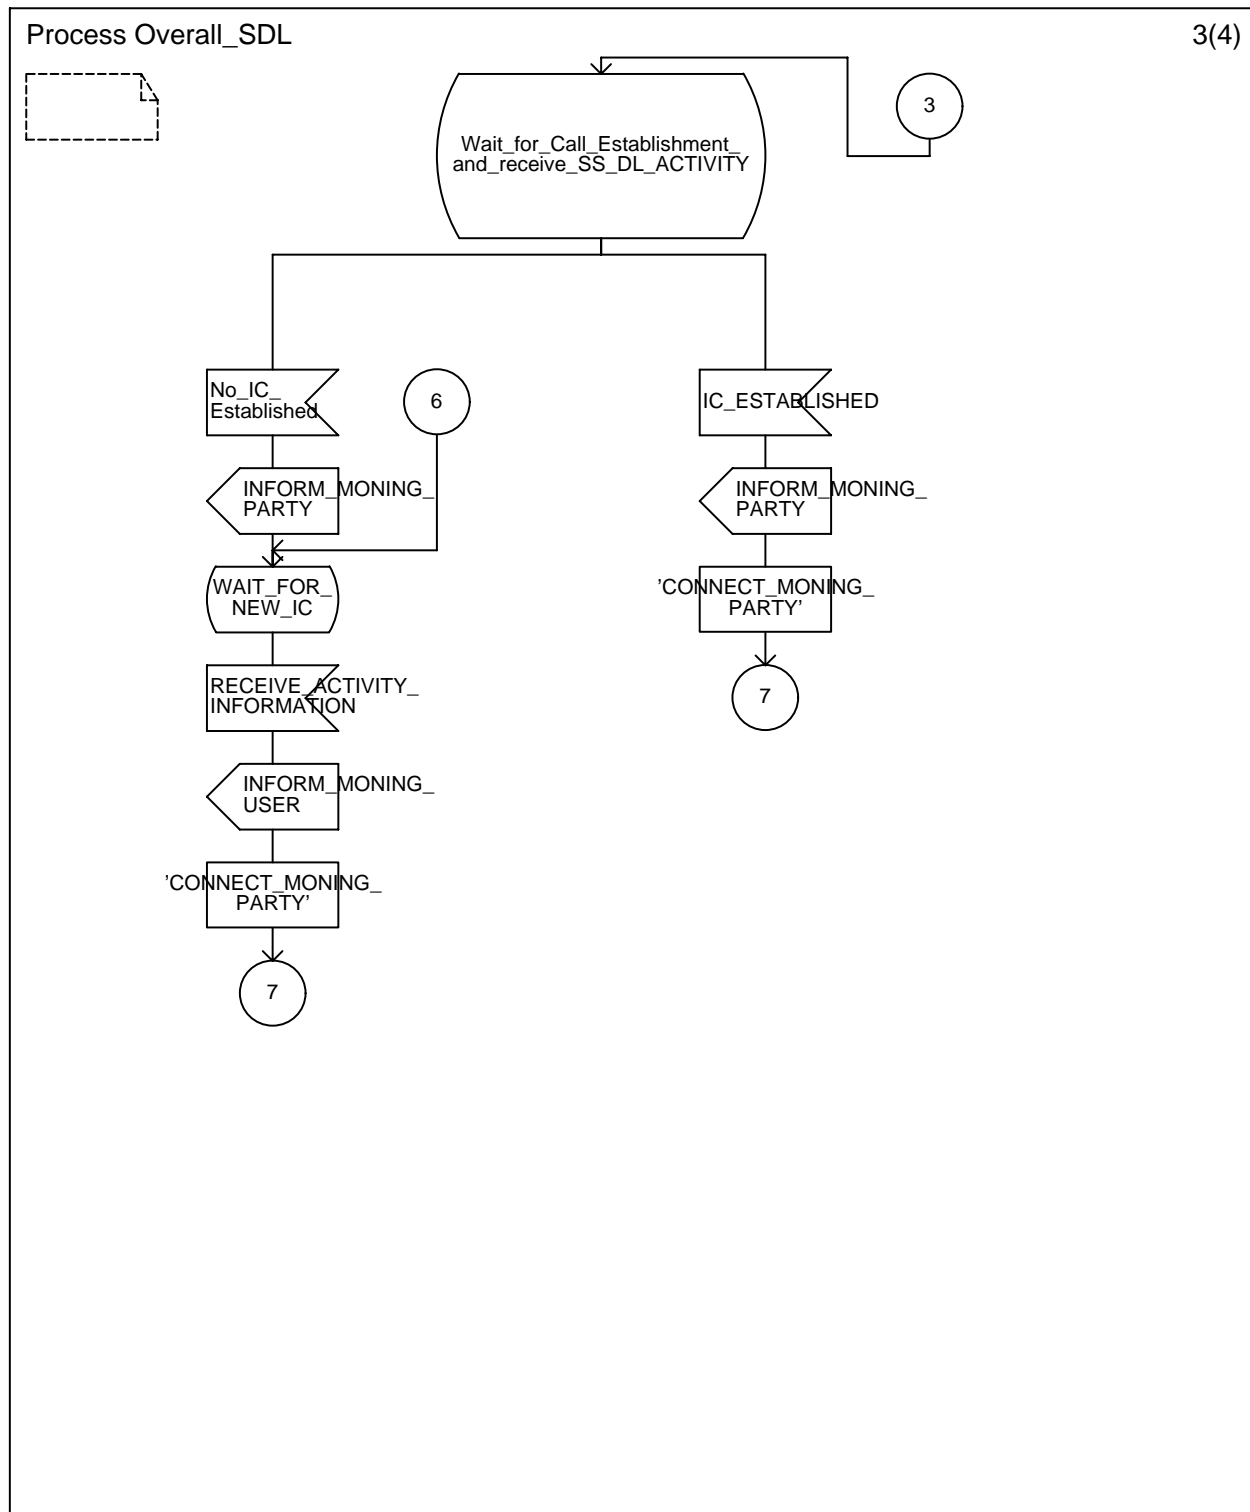 Process Overall_SDL
3(4)
3
Wait_for_Call_Establishment_
and_receive_SS_DL_ACTIVITY
No_IC_
Established
6
IC_ESTABLISHED
INFORM_MONING_
PARTY
INFORM_MONING_
PARTY
WAIT_FOR_
NEW_IC
'CONNECT_MONING_
PARTY'
RECEIVE_ACTIVITY_
INFORMATION
7
INFORM_MONING_
USER
'CONNECT_MONING_
PARTY'
7